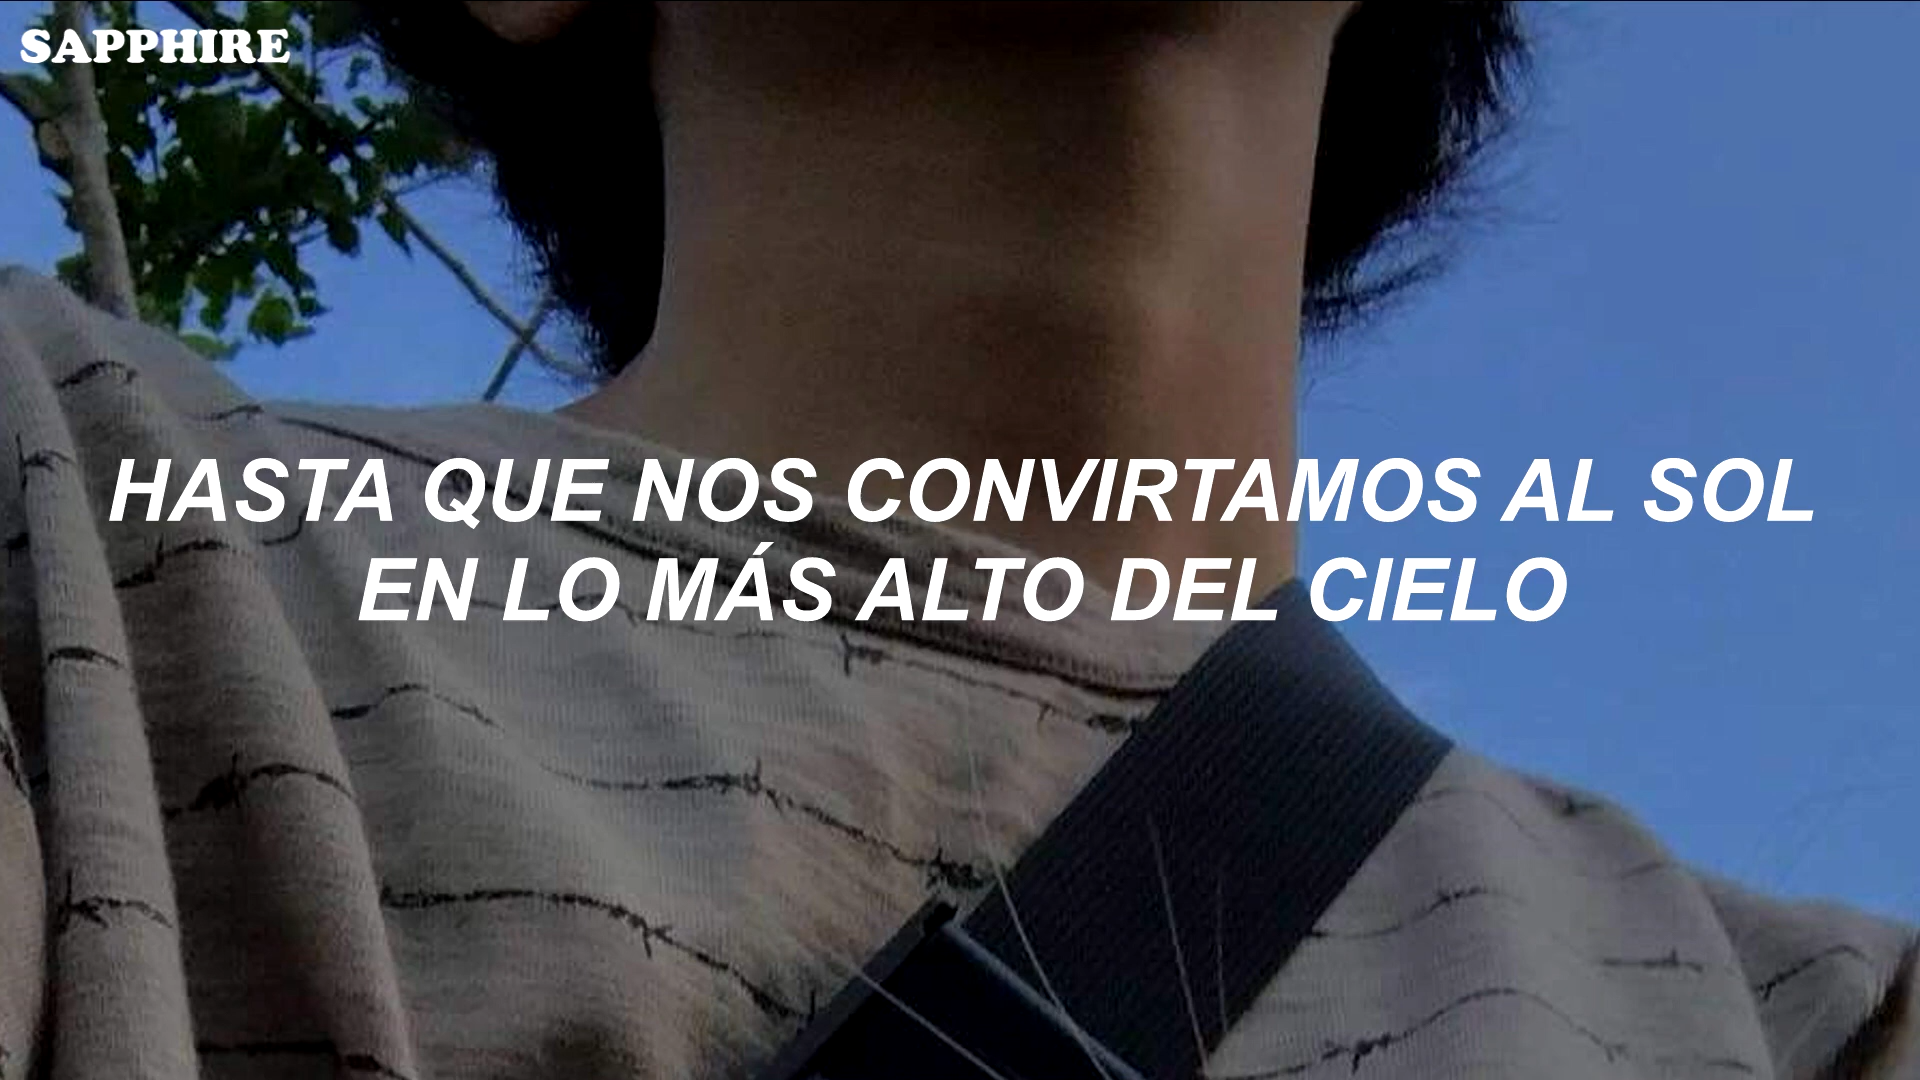 SAPPHIRE
HASTA QUE NOS CONVIRTAMOS AL SOL
EN LO MÁS ALTO DEL CIELO